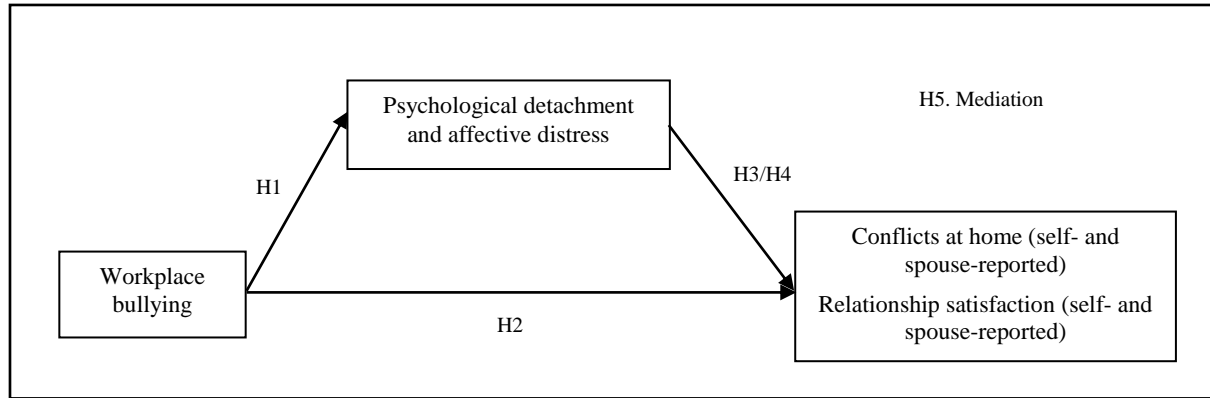 Psychological detachment
and affective distress
H5. Mediation
H1
H3/H4
Workplace
bullying
H2
Conflicts at home (self- and
spouse-reported)
Relationship satisfaction (self- and
spouse-reported)